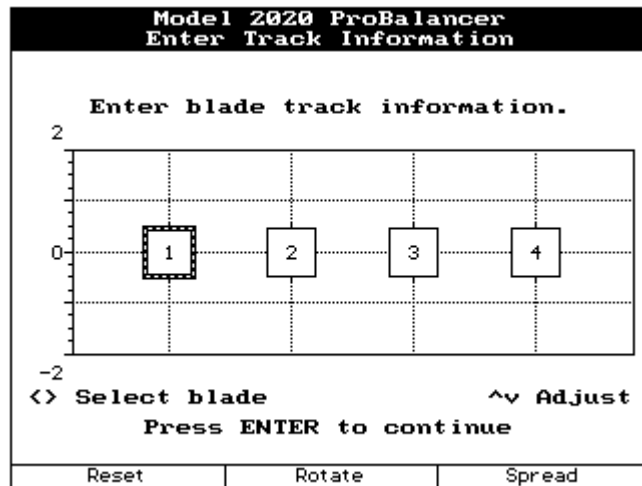 Model 2020 ProBalancer
Enter Track Information
Enter blade track information.
2
0
1 2 3 4
-2
<> Select blade ^v Adjust
Press ENTER to continue
Reset Rotate Spread